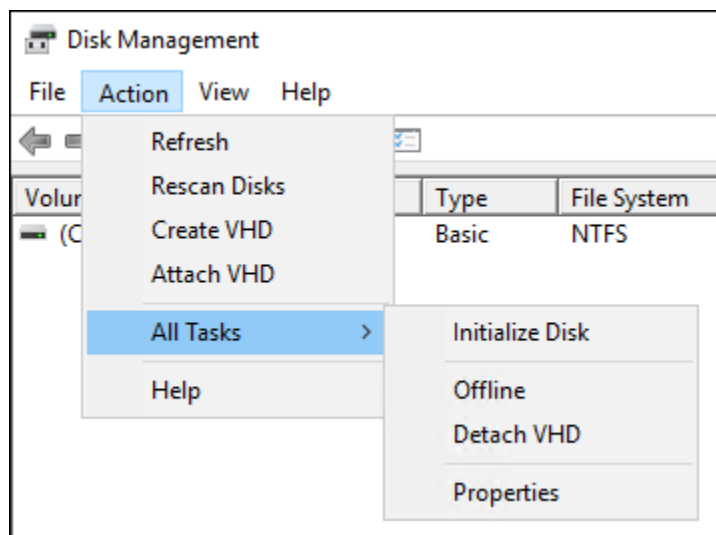 Disk Management
File Action View Help
Refresh
Rescan Disks
Create VHD
Attach VHD
All Tasks
Help
Type File System
Basic NTFS
Initialize Disk
Offline
Detach VHD
Properties